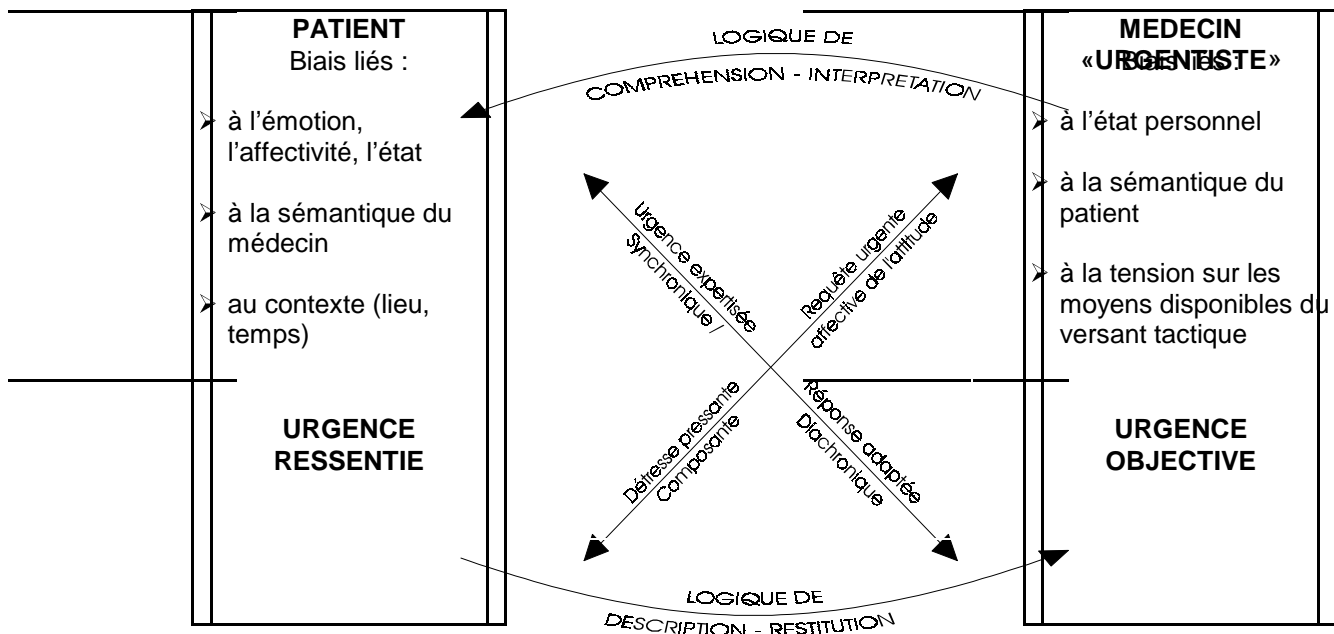 PATIENT
Biais liés :
➢ à l’émotion,
l’affectivité, l’état
➢ à la sémantique du
médecin
➢ au contexte (lieu,
temps)
URGENCE
RESSENTIE
LOGIQUE DE
COMPREHENSION - INTERPRETATION
Urgence expertisée
Synchronique /
Requête urgente
affective de l'attitude
Détresse pressante
Composante
Réponse adaptée
Diachronique
LOGIQUE DE
DESCRIPTION - RESTITUTION
MEDECIN
«URGENTISTE»
Biais liés :
➢ à l’état personnel
➢ à la sémantique du
patient
➢ à la tension sur les
moyens disponibles du
versant tactique
URGENCE
OBJECTIVE